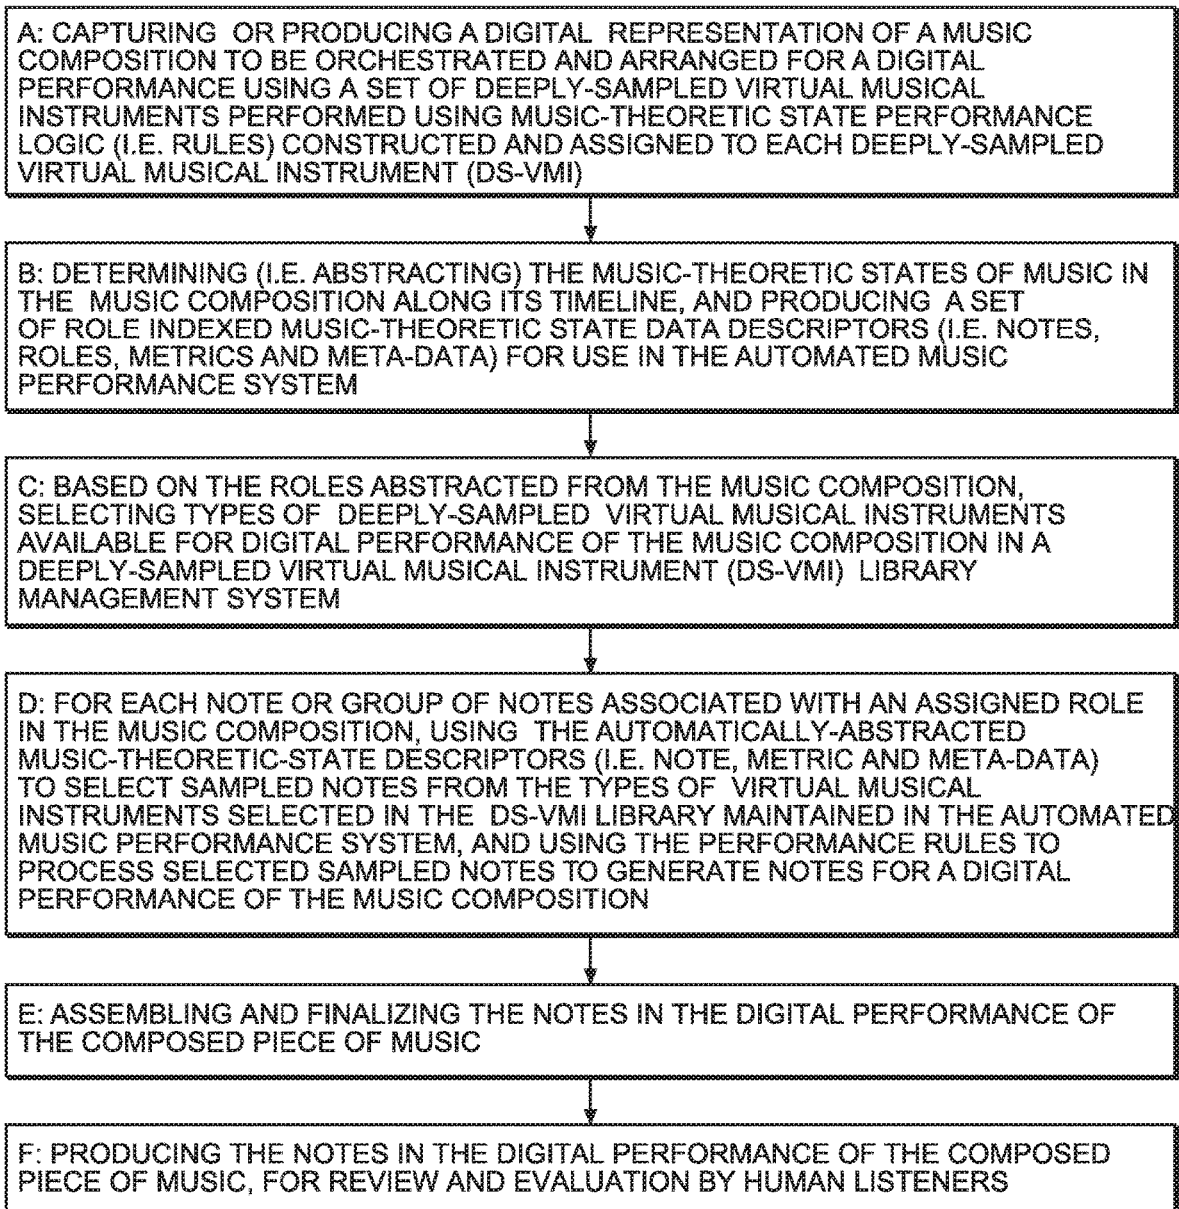 A: CAPTURING OR PRODUCING A DIGITAL REPRESENTATION OF A MUSIC
COMPOSITION TO BE ORCHESTRATED AND ARRANGED FOR A DIGITAL
PERFORMANCE USING A SET OF DEEPLY-SAMPLED VIRTUAL MUSICAL
INSTRUMENTS PERFORMED USING MUSIC-THEORETIC STATE PERFORMANCE
LOGIC (I.E. RULES) CONSTRUCTED AND ASSIGNED TO EACH DEEPLY-SAMPLED
VIRTUAL MUSICAL INSTRUMENT (DS-VMI)
B: DETERMINING (I.E. ABSTRACTING) THE MUSIC-THEORETIC STATES OF MUSIC IN
THE MUSIC COMPOSITION ALONG ITS TIMELINE, AND PRODUCING A SET
OF ROLE INDEXED MUSIC-THEORETIC STATE DATA DESCRIPTORS (I.E. NOTES,
ROLES, METRICS AND META-DATA) FOR USE IN THE AUTOMATED MUSIC
PERFORMANCE SYSTEM
C: BASED ON THE ROLES ABSTRACTED FROM THE MUSIC COMPOSITION,
SELECTING TYPES OF DEEPLY-SAMPLED VIRTUAL MUSICAL INSTRUMENTS
AVAILABLE FOR DIGITAL PERFORMANCE OF THE MUSIC COMPOSITION IN A
DEEPLY-SAMPLED VIRTUAL MUSICAL INSTRUMENT (DS-VMI) LIBRARY
MANAGEMENT SYSTEM
D: FOR EACH NOTE OR GROUP OF NOTES ASSOCIATED WITH AN ASSIGNED ROLE
IN THE MUSIC COMPOSITION, USING THE AUTOMATICALLY-ABSTRACTED
MUSIC-THEORETIC-STATE DESCRIPTORS (I.E. NOTE, METRIC AND META-DATA)
TO SELECT SAMPLED NOTES FROM THE TYPES OF VIRTUAL MUSICAL
INSTRUMENTS SELECTED IN THE DS-VMI LIBRARY MAINTAINED IN THE AUTOMATED
MUSIC PERFORMANCE SYSTEM, AND USING THE PERFORMANCE RULES TO
PROCESS SELECTED SAMPLED NOTES TO GENERATE NOTES FOR A DIGITAL
PERFORMANCE OF THE MUSIC COMPOSITION
E: ASSEMBLING AND FINALIZING THE NOTES IN THE DIGITAL PERFORMANCE OF
THE COMPOSED PIECE OF MUSIC
F: PRODUCING THE NOTES IN THE DIGITAL PERFORMANCE OF THE COMPOSED
PIECE OF MUSIC, FOR REVIEW AND EVALUATION BY HUMAN LISTENERS